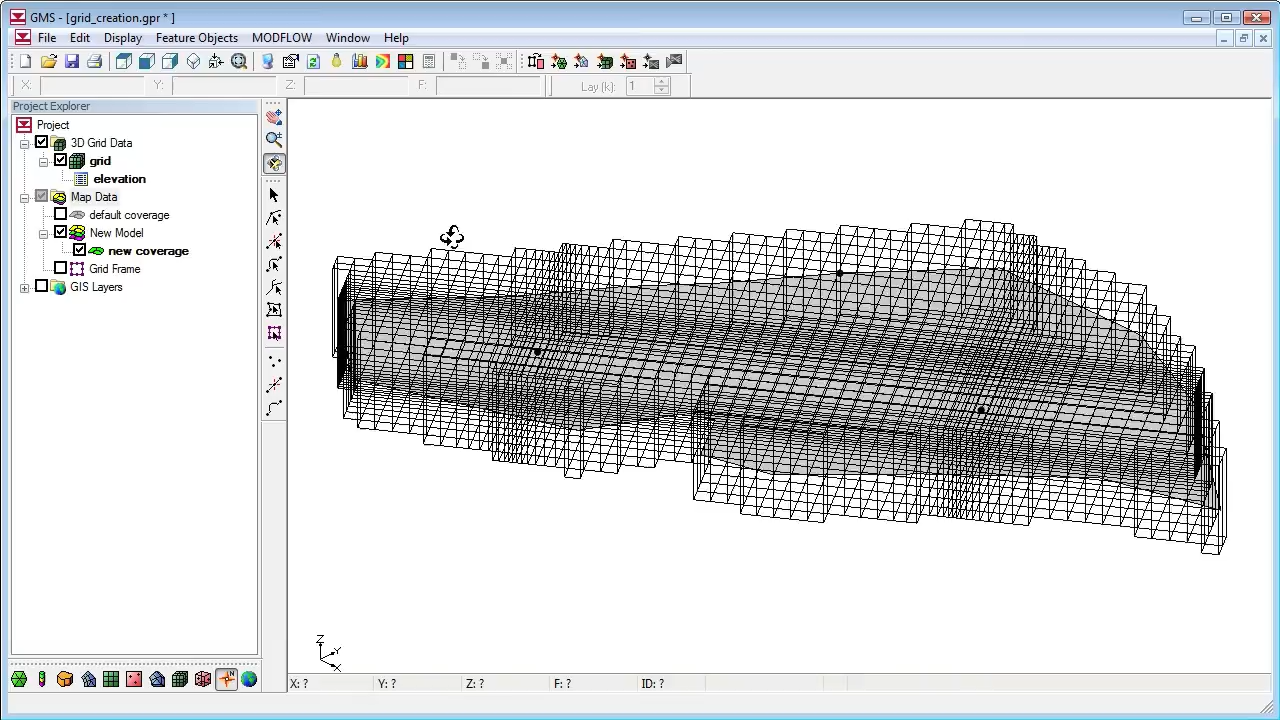 GMS - [grid_creation.gpr * ]
File Edit Display Feature Objects MODFLOW Window Help
X: Y: Z: F: Lay (k): 1
Project Explorer
Project
3D Grid Data
grid
elevation
Map Data
default coverage
New Model
new coverage
Grid Frame
GIS Layers
Z
Y
X
X: ? Y: ? Z: ? F: ? ID: ?